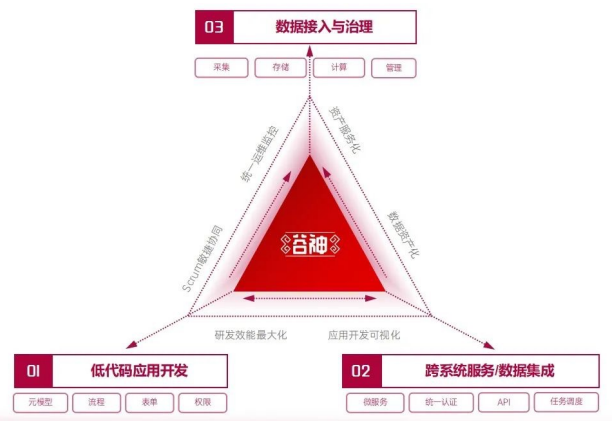 03 数据接入与治理
采集 存储 计算 管理
统一运维监控
资产服务化
Scrum敏捷协同
数据资产化
谷神
研发效能最大化 应用开发可视化
01 低代码应用开发
02 跨系统服务/数据集成
元模型 流程 表单 权限
微服务 统一认证 API 任务调度